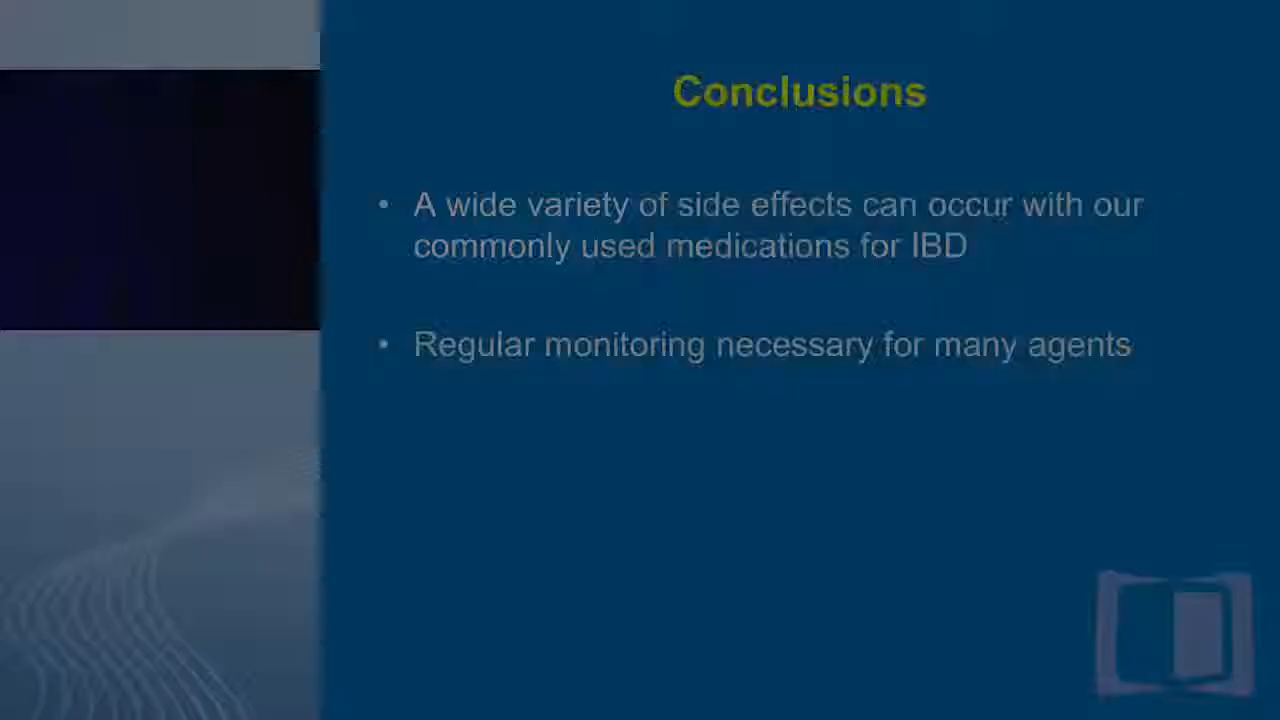 Conclusions
• A wide variety of side effects can occur with our
commonly used medications for IBD
• Regular monitoring necessary for many agents